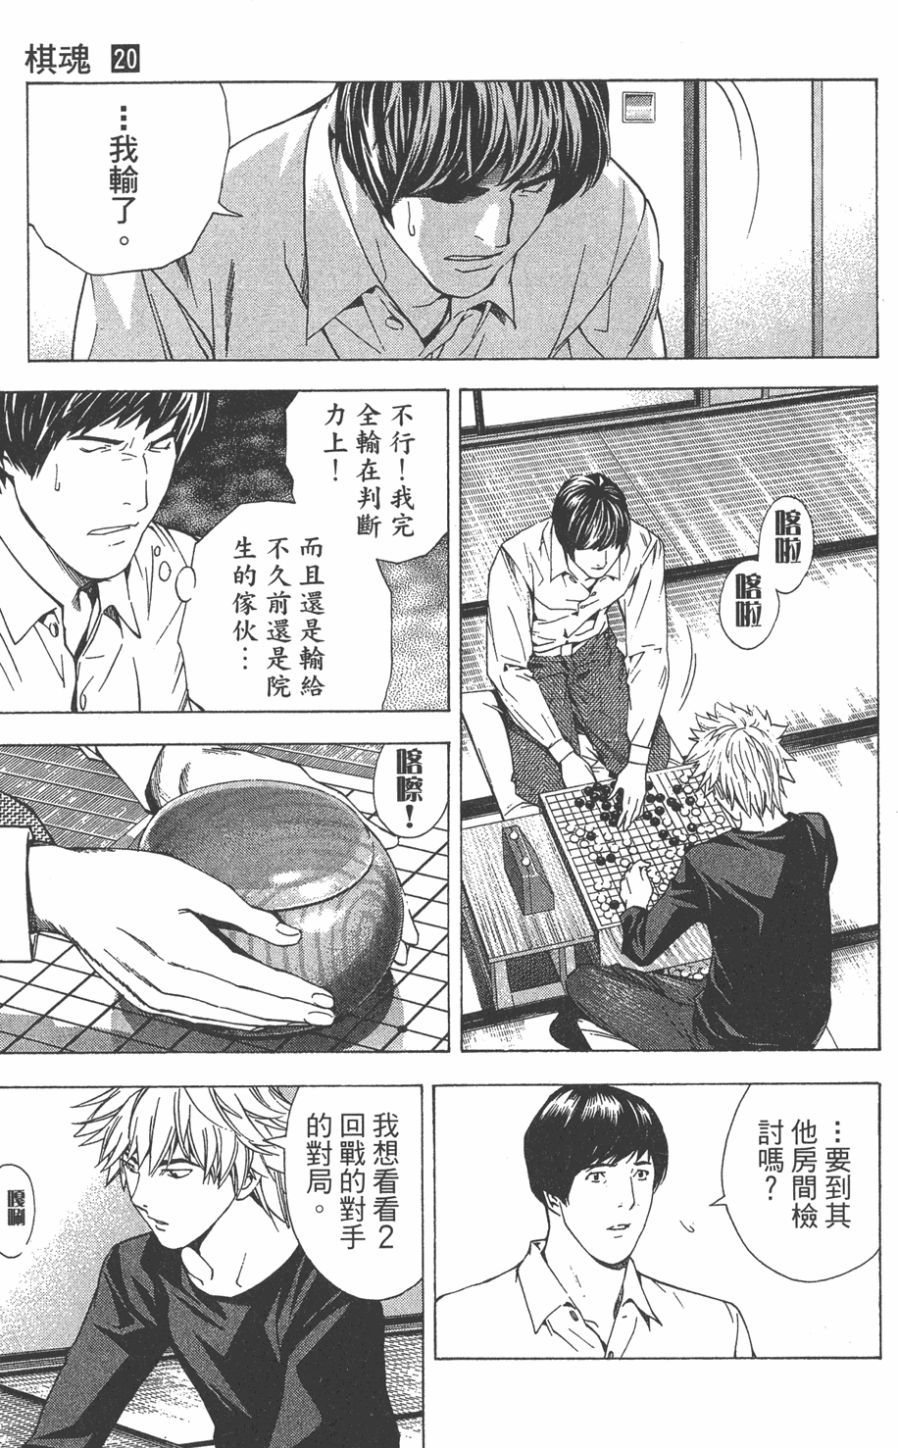 棋魂 20
…我輸了。
喀啦
喀啦
不行！我完
全輸在判斷
力上！
而且還是輸給
不久前還是院
生的傢伙…
喀嚓！
…要到其
他房間檢
討嗎？
我想看看2
回戰的對手
的對局。
嘎唰